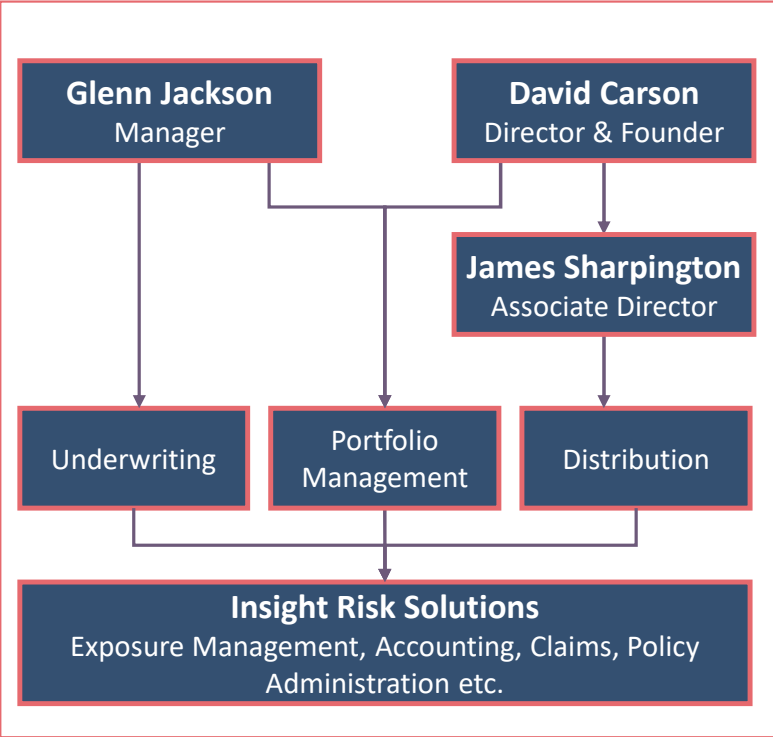 Glenn Jackson
Manager
David Carson
Director & Founder
James Sharpington
Associate Director
Underwriting
Portfolio
Management
Distribution
Insight Risk Solutions
Exposure Management, Accounting, Claims, Policy
Administration etc.